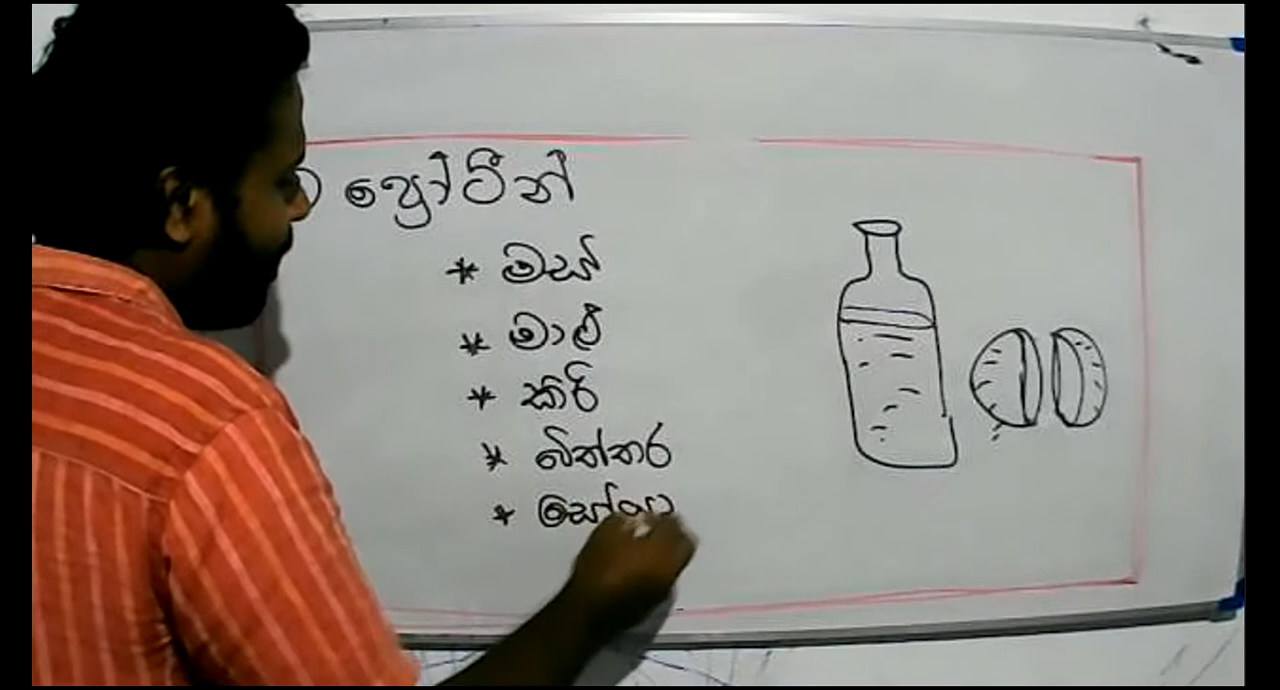 ප්‍රෝටීන්
* මස්
* මාළු
* කිරි
* බිත්තර
* සෝයා